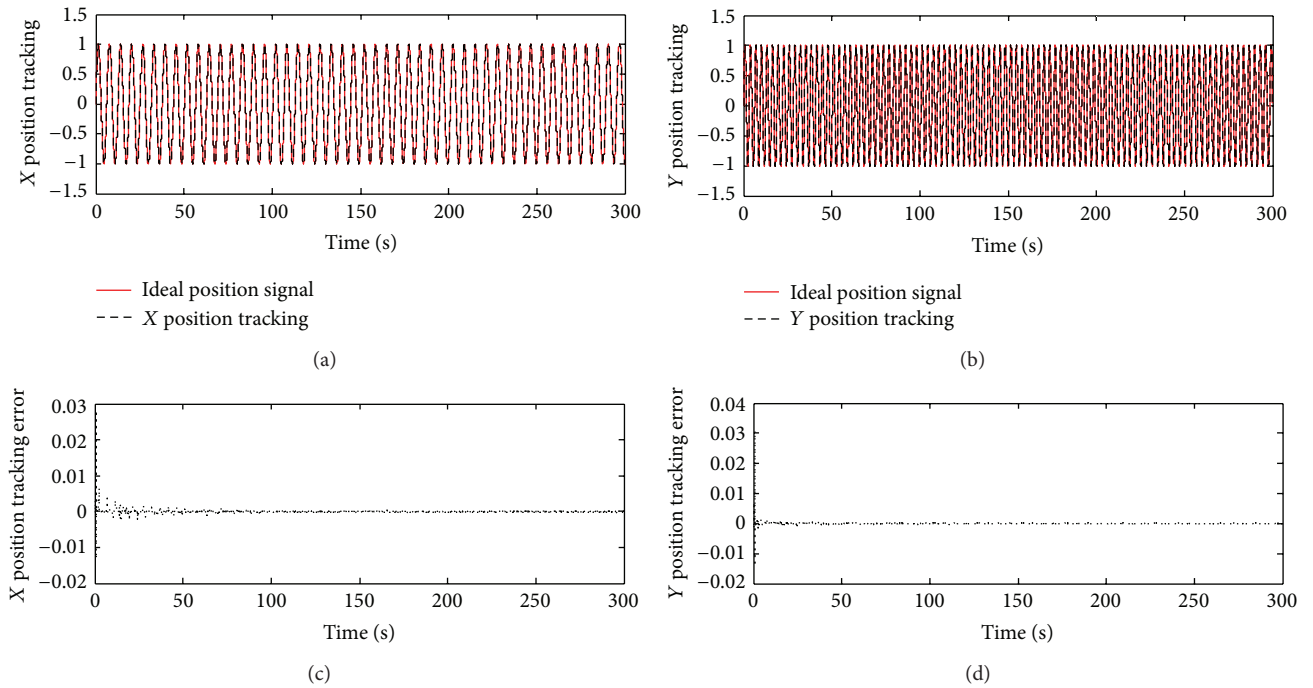 X position tracking
1.5
1
0.5
0
−0.5
−1
−1.5
0 50 100 150 200 250 300
Time (s)
Ideal position signal
X position tracking
(a)
Y position tracking
1.5
1
0.5
0
−0.5
−1
−1.5
0 50 100 150 200 250 300
Time (s)
Ideal position signal
Y position tracking
(b)
X position tracking error
0.03
0.02
0.01
0
−0.01
−0.02
0 50 100 150 200 250 300
Time (s)
(c)
Y position tracking error
0.04
0.03
0.02
0.01
0
−0.01
−0.02
0 50 100 150 200 250 300
Time (s)
(d)